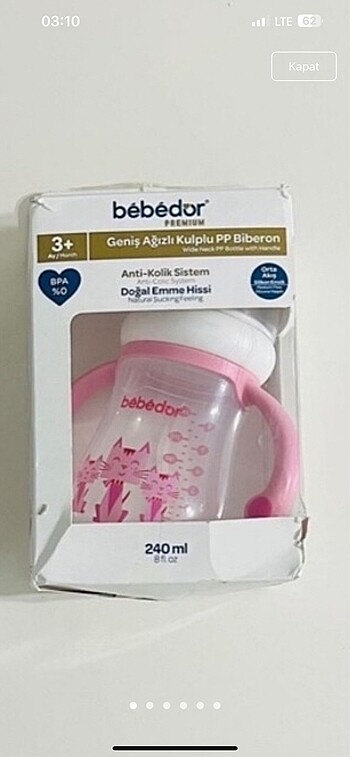 03:10
LTE 62
Kapat
bébédor®
PREMIUM
3+
Ay / Month
Geniş Ağızlı Kulplu PP Biberon
Wide Neck PP Bottle with Handle
BPA
%0
Anti-Kolik Sistem
Anti-Colic System
Doğal Emme Hissi
Natural Sucking Feeling
Orta
Akış
bébédor
240 ml
8 fl. oz